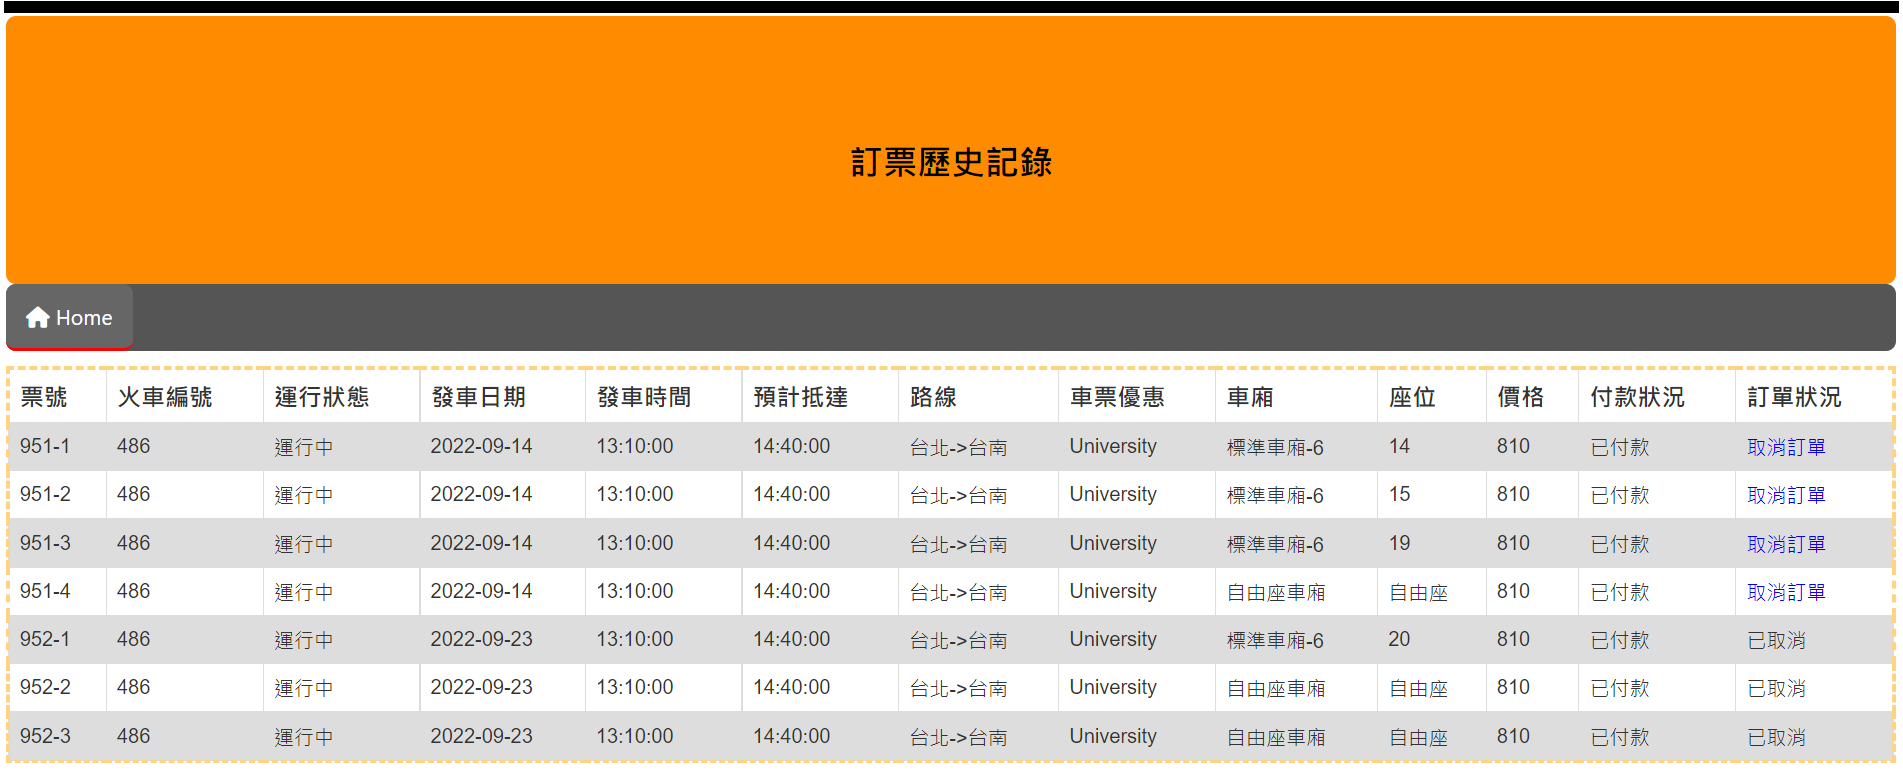 訂票歷史記錄
Home
票號 火車編號 運行狀態 發車日期 發車時間 預計抵達 路線 車票優惠 車廂 座位 價格 付款狀況 訂單狀況
951-1 486 運行中 2022-09-14 13:10:00 14:40:00 台北->台南 University 標準車廂-6 14 810 已付款 取消訂單
951-2 486 運行中 2022-09-14 13:10:00 14:40:00 台北->台南 University 標準車廂-6 15 810 已付款 取消訂單
951-3 486 運行中 2022-09-14 13:10:00 14:40:00 台北->台南 University 標準車廂-6 19 810 已付款 取消訂單
951-4 486 運行中 2022-09-14 13:10:00 14:40:00 台北->台南 University 自由座車廂 自由座 810 已付款 取消訂單
952-1 486 運行中 2022-09-23 13:10:00 14:40:00 台北->台南 University 標準車廂-6 20 810 已付款 已取消
952-2 486 運行中 2022-09-23 13:10:00 14:40:00 台北->台南 University 自由座車廂 自由座 810 已付款 已取消
952-3 486 運行中 2022-09-23 13:10:00 14:40:00 台北->台南 University 自由座車廂 自由座 810 已付款 已取消